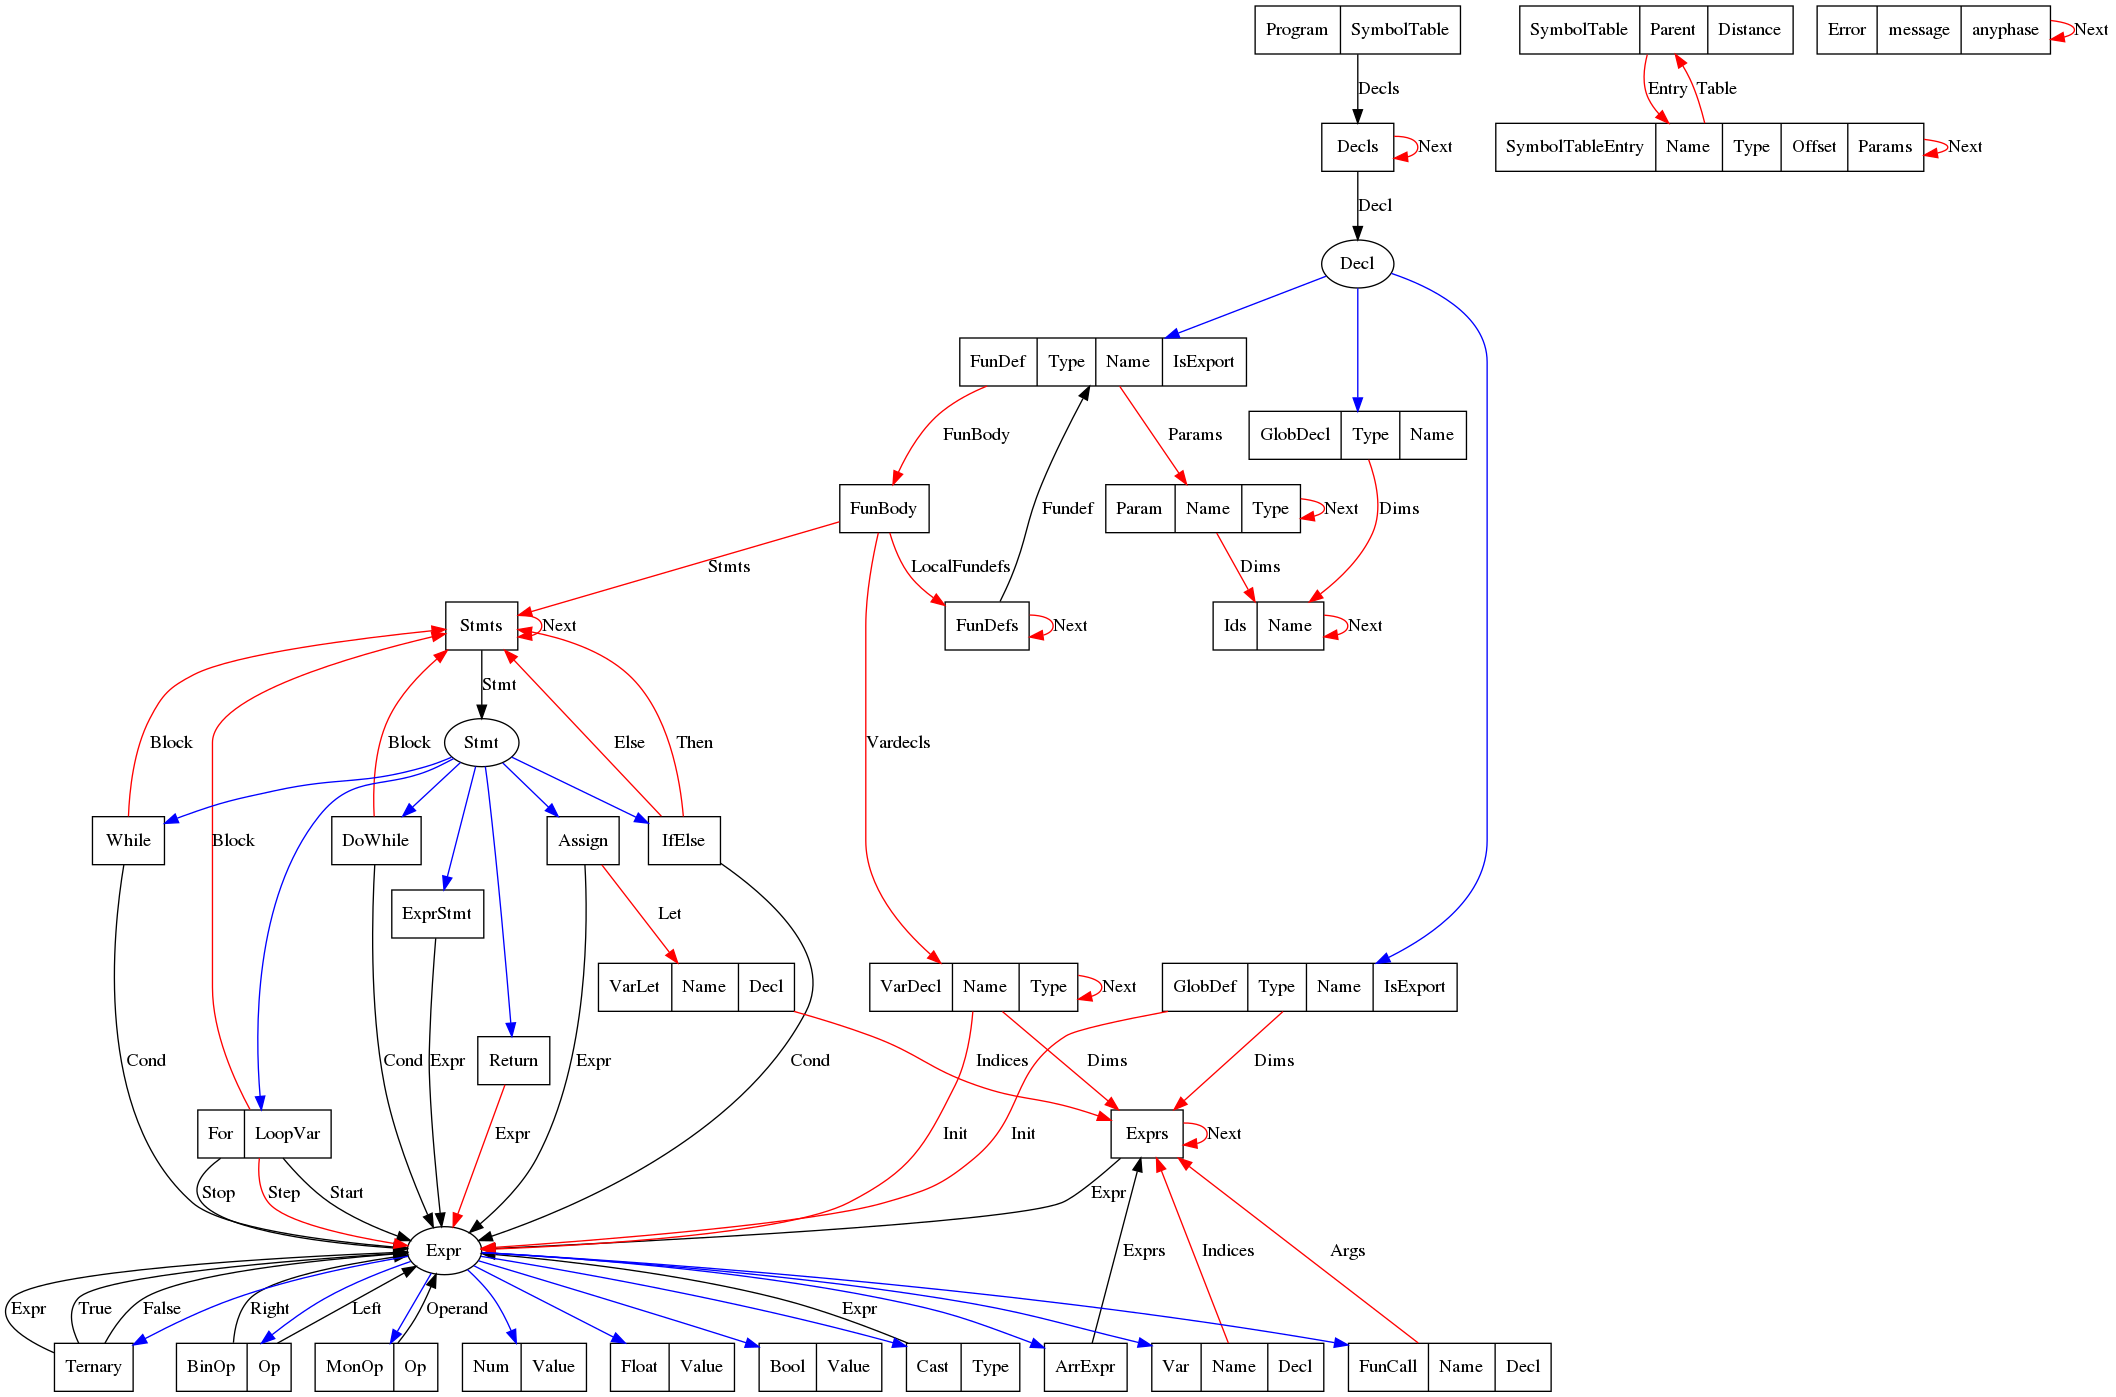 Program SymbolTable
SymbolTable Parent Distance
Error message anyphase
Next
Decls
Entry
Table
Decls
Next
SymbolTableEntry Name Type Offset Params
Next
Decl
Decl
FunDef Type Name IsExport
FunBody
Params
GlobDecl Type Name
FunBody
Fundef
Param Name Type
Next
Dims
Stmts
LocalFundefs
Dims
Stmts
Next
FunDefs
Next
Ids Name
Next
Stmt
Stmt
Block
Block
Else
Then
Vardecls
While
Block
DoWhile
Assign
IfElse
ExprStmt
Let
VarLet Name Decl
VarDecl Name Type
Next
GlobDef Type Name IsExport
Cond
Cond
Expr
Return
Expr
Cond
Indices
Dims
Dims
For LoopVar
Expr
Init
Init
Exprs
Next
Stop
Step
Start
Expr
Expr
Exprs
Indices
Args
Expr
True
False
Right
Left
Operand
Expr
Ternary
BinOp Op
MonOp Op
Num Value
Float Value
Bool Value
Cast Type
ArrExpr
Var Name Decl
FunCall Name Decl